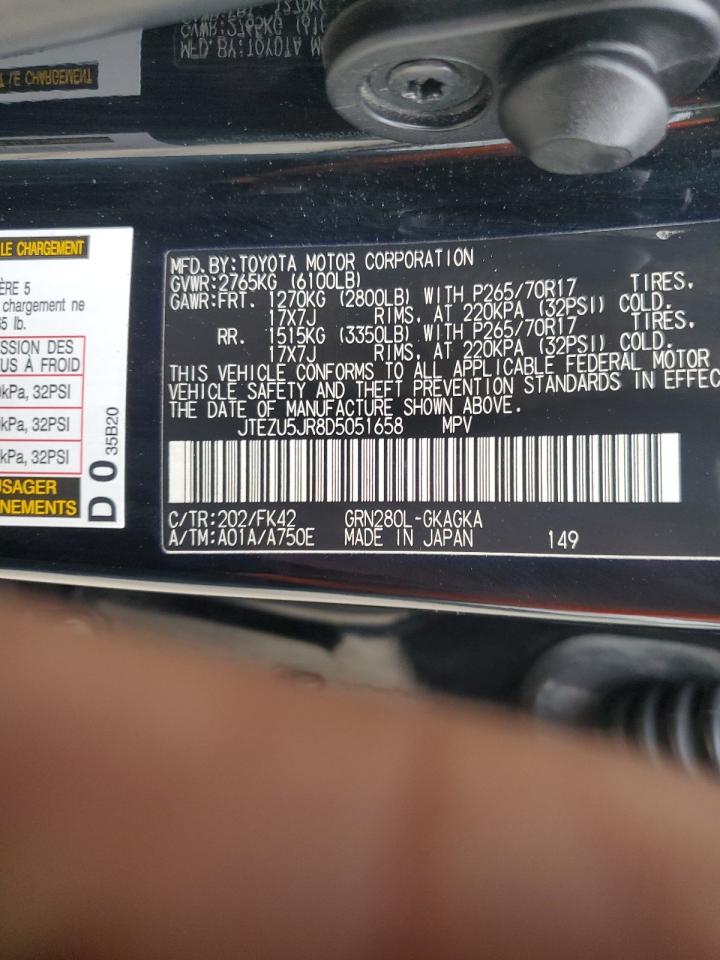 LE CHARGEMENT
ÈRE 5
chargement ne
lb.
SSION DES
US À FROID
kPa, 32PSI
kPa, 32PSI
kPa, 32PSI
USAGER
NEMENTS
D 0
35B20
MFD. BY:TOYOTA MOTOR CORPORATION
GVWR:2765KG (6100LB)
GAWR:FRT. 1270KG (2800LB) WITH P265/70R17 TIRES,
17X7J RIMS, AT 220KPA (32PSI) COLD.
RR. 1515KG (3350LB) WITH P265/70R17 TIRES,
17X7J RIMS, AT 220KPA (32PSI) COLD.
THIS VEHICLE CONFORMS TO ALL APPLICABLE FEDERAL MOTOR
VEHICLE SAFETY AND THEFT PREVENTION STANDARDS IN EFFEC
THE DATE OF MANUFACTURE SHOWN ABOVE.
JTEZU5JR8D5051658 MPV
C/TR:202/FK42 GRN280L-GKAGKA
A/TM:A01A/A750E MADE IN JAPAN 149